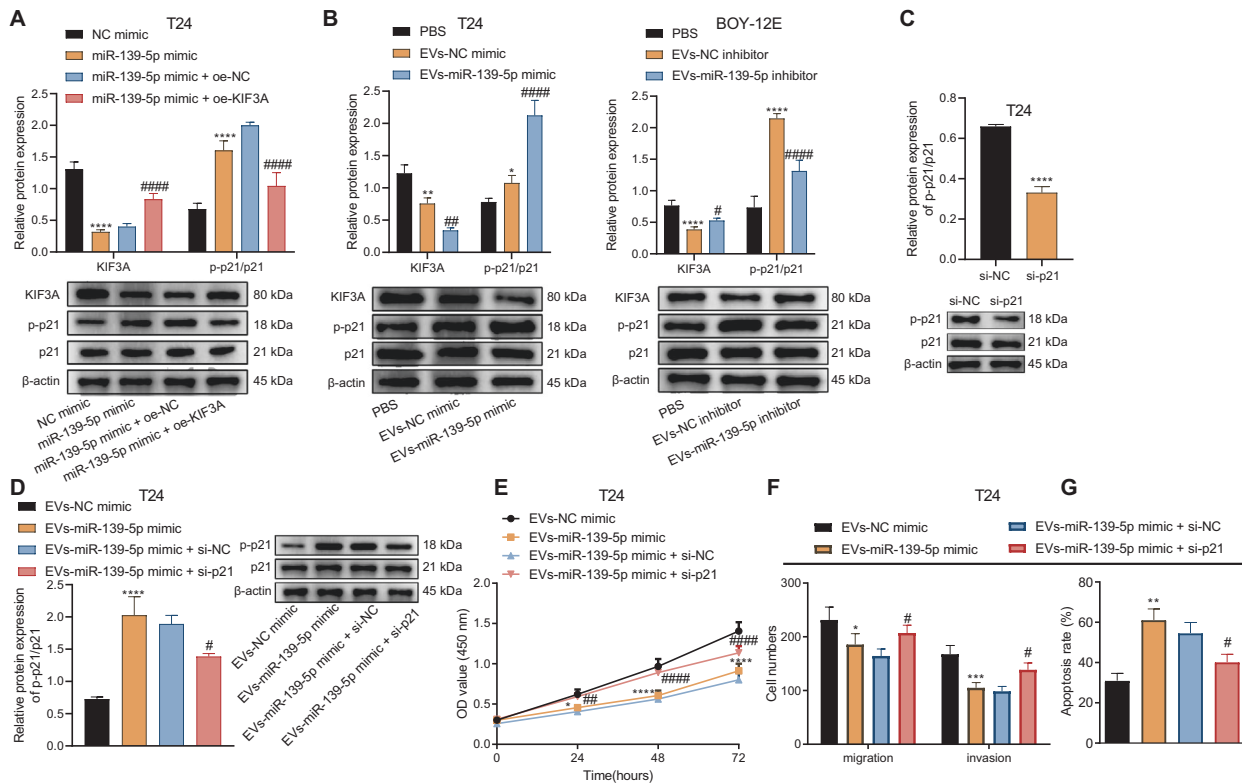 A
T24
NC mimic
miR-139-5p mimic
miR-139-5p mimic + oe-NC
miR-139-5p mimic + oe-KIF3A
Relative protein expression
2.5
2.0
1.5
1.0
0.5
0.0
****
####
****
####
KIF3A
p-p21/p21
KIF3A
80 kDa
p-p21
18 kDa
p21
21 kDa
β-actin
45 kDa
NC mimic
miR-139-5p mimic
miR-139-5p mimic + oe-NC
miR-139-5p mimic + oe-KIF3A
B
T24
PBS
EVs-NC mimic
EVs-miR-139-5p mimic
Relative protein expression
2.5
2.0
1.5
1.0
0.5
0.0
**
##
*
####
KIF3A
p-p21/p21
KIF3A
80 kDa
p-p21
18 kDa
p21
21 kDa
β-actin
45 kDa
PBS
EVs-NC mimic
EVs-miR-139-5p mimic
BOY-12E
PBS
EVs-NC inhibitor
EVs-miR-139-5p inhibitor
Relative protein expression
2.5
2.0
1.5
1.0
0.5
0.0
****
#
****
####
KIF3A
p-p21/p21
KIF3A
80 kDa
p-p21
18 kDa
p21
21 kDa
β-actin
45 kDa
PBS
EVs-NC inhibitor
EVs-miR-139-5p inhibitor
C
T24
Relative protein expression
of p-p21/p21
0.8
0.6
0.4
0.2
0.0
****
si-NC
si-p21
si-NC
si-p21
p-p21
18 kDa
p21
21 kDa
β-actin
45 kDa
D
T24
EVs-NC mimic
EVs-miR-139-5p mimic
EVs-miR-139-5p mimic + si-NC
EVs-miR-139-5p mimic + si-p21
Relative protein expression
of p-p21/p21
2.5
2.0
1.5
1.0
0.5
0.0
****
#
p-p21
18 kDa
p21
21 kDa
β-actin
45 kDa
EVs-NC mimic
EVs-miR-139-5p mimic
EVs-miR-139-5p mimic + si-NC
EVs-miR-139-5p mimic + si-p21
E
T24
EVs-NC mimic
EVs-miR-139-5p mimic
EVs-miR-139-5p mimic + si-NC
EVs-miR-139-5p mimic + si-p21
OD value (450 nm)
2.0
1.5
1.0
0.5
0.0
*
##
****
####
####
****
0
24
48
72
Time(hours)
F
T24
G
EVs-NC mimic
EVs-miR-139-5p mimic
EVs-miR-139-5p mimic + si-NC
EVs-miR-139-5p mimic + si-p21
Cell numbers
300
200
100
0
*
#
***
#
migration
invasion
Apoptosis rate (%)
80
60
40
20
0
**
#